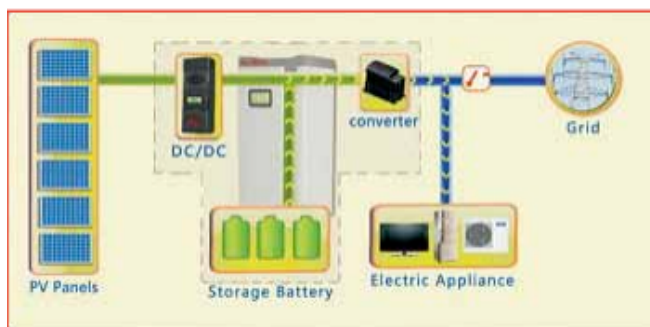 converter
Grid
DC/DC
PV Panels
Storage Battery
Electric Appliance